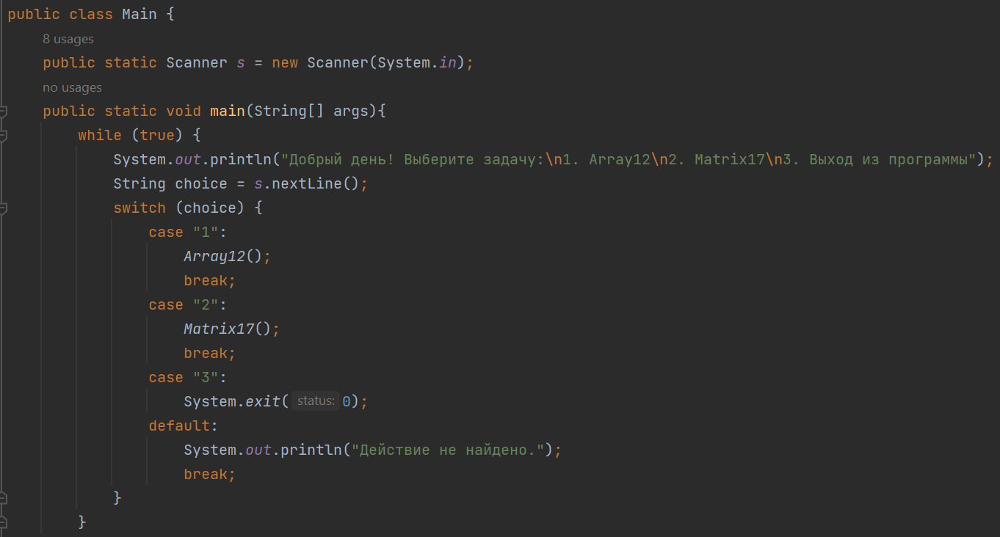 public class Main {
8 usages
public static Scanner s = new Scanner(System.in);
no usages
public static void main(String[] args){
while (true) {
System.out.println("Добрый день! Выберите задачу:\n1. Array12\n2. Matrix17\n3. Выход из программы");
String choice = s.nextLine();
switch (choice) {
case "1":
Array12();
break;
case "2":
Matrix17();
break;
case "3":
System.exit( status: 0);
default:
System.out.println("Действие не найдено.");
break;
}
}